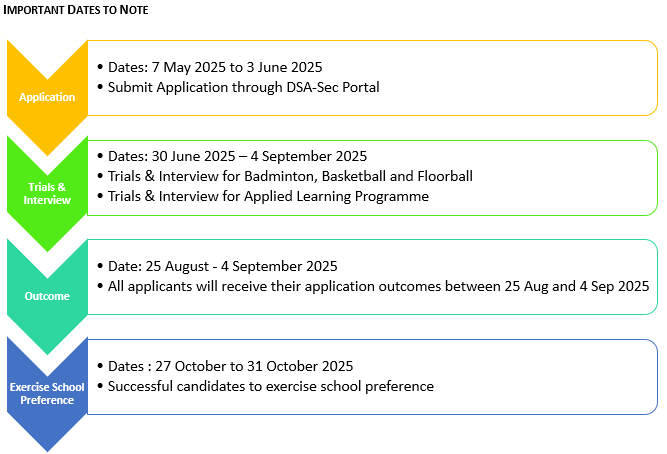 IMPORTANT DATES TO NOTE
Application
• Dates: 7 May 2025 to 3 June 2025
• Submit Application through DSA-Sec Portal
Trials &
Interview
• Dates: 30 June 2025 – 4 September 2025
• Trials & Interview for Badminton, Basketball and Floorball
• Trials & Interview for Applied Learning Programme
Outcome
• Date: 25 August - 4 September 2025
• All applicants will receive their application outcomes between 25 Aug and 4 Sep 2025
Exercise School
Preference
• Dates : 27 October to 31 October 2025
• Successful candidates to exercise school preference